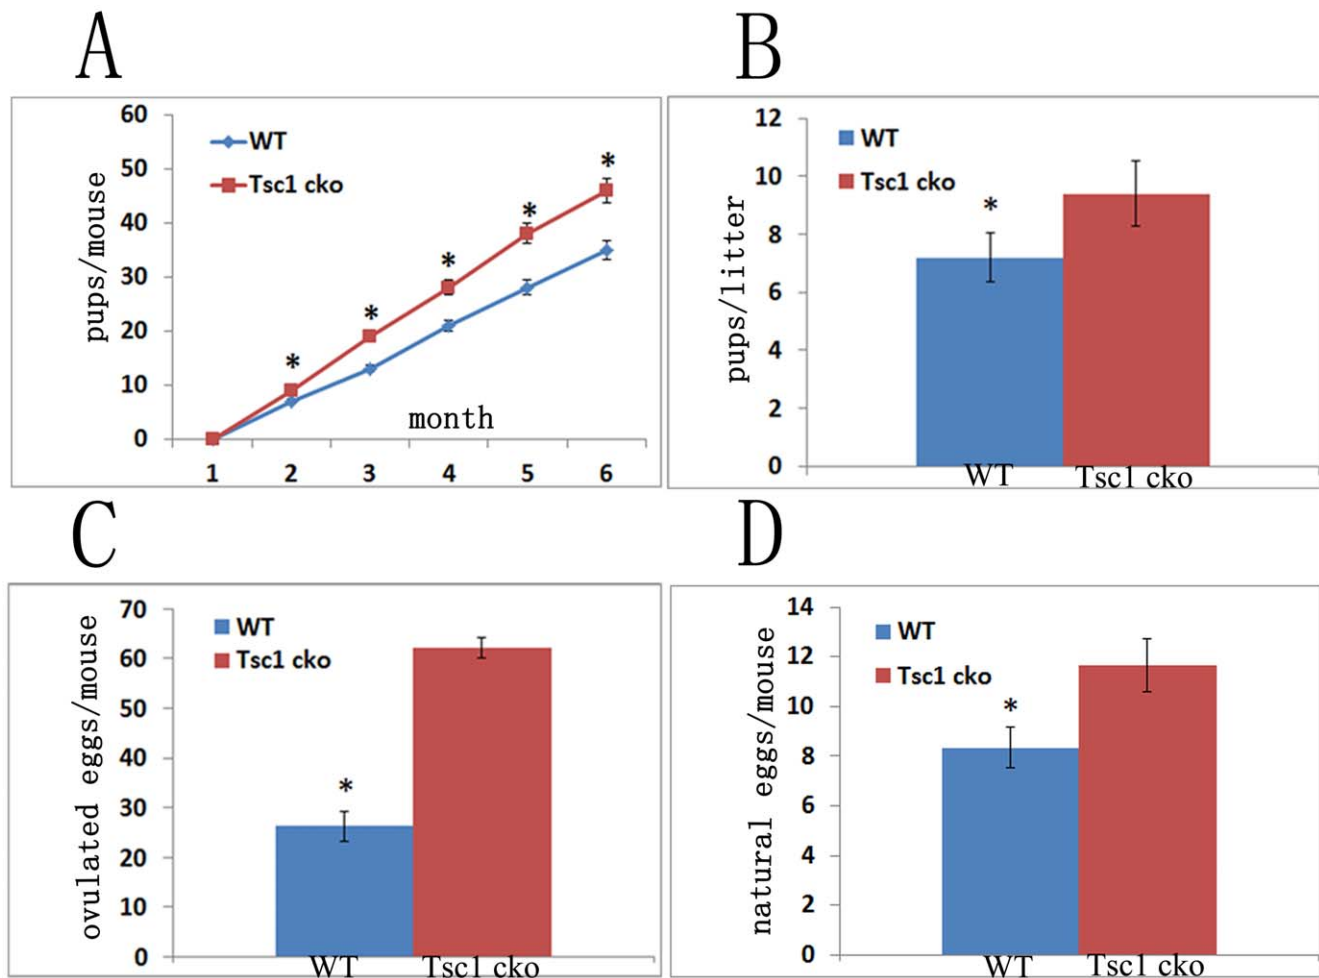 A
pups/mouse
60
50
40
30
20
10
0
WT
Tsc1 cko
*
*
*
*
*
month
1 2 3 4 5 6
B
pups/litter
12
10
8
6
4
2
0
WT
Tsc1 cko
*
WT Tsc1 cko
C
ovulated eggs/mouse
70
60
50
40
30
20
10
0
WT
Tsc1 cko
*
WT Tsc1 cko
D
natural eggs/mouse
14
12
10
8
6
4
2
0
WT
Tsc1 cko
*
WT Tsc1 cko